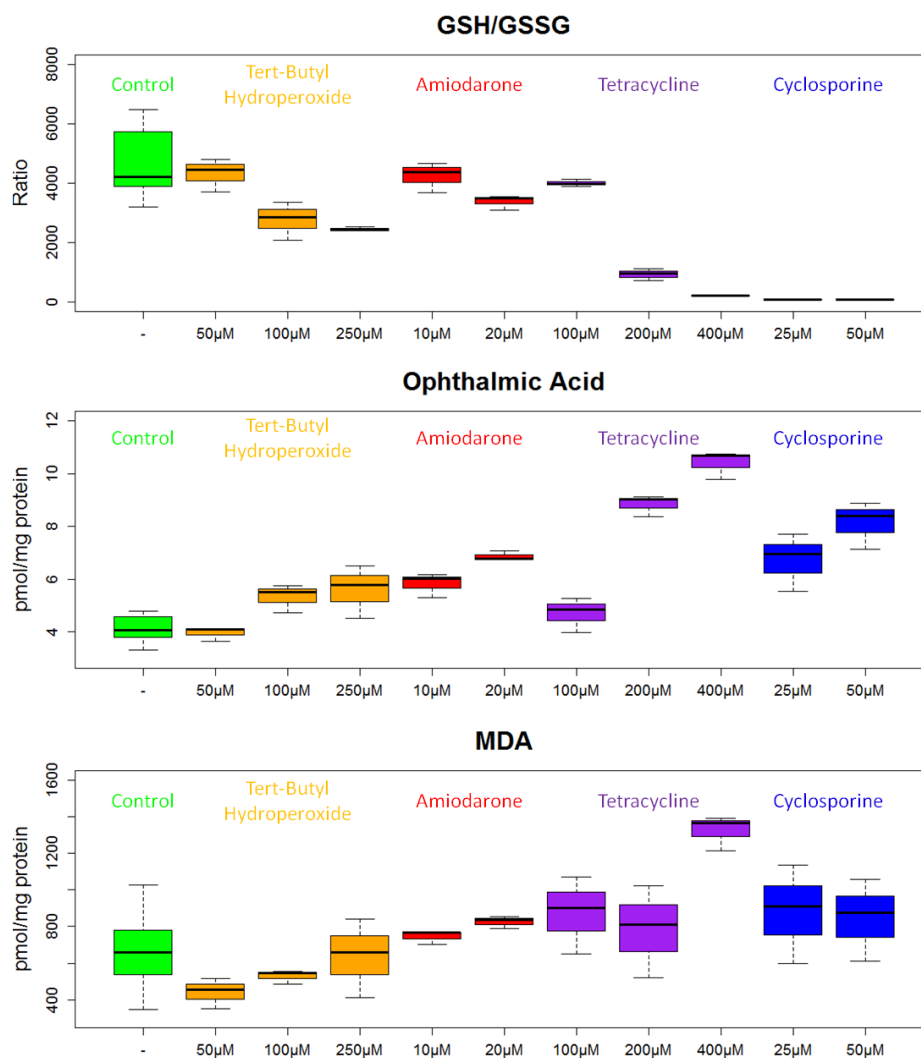 GSH/GSSG
Control
Tert-Butyl
Hydroperoxide
Amiodarone
Tetracycline
Cyclosporine
Ratio
8000
6000
4000
2000
0
- 50µM 100µM 250µM 10µM 20µM 100µM 200µM 400µM 25µM 50µM
Ophthalmic Acid
Control
Tert-Butyl
Hydroperoxide
Amiodarone
Tetracycline
Cyclosporine
pmol/mg protein
12
10
8
6
4
- 50µM 100µM 250µM 10µM 20µM 100µM 200µM 400µM 25µM 50µM
MDA
Control
Tert-Butyl
Hydroperoxide
Amiodarone
Tetracycline
Cyclosporine
pmol/mg protein
1600
1200
800
400
- 50µM 100µM 250µM 10µM 20µM 100µM 200µM 400µM 25µM 50µM